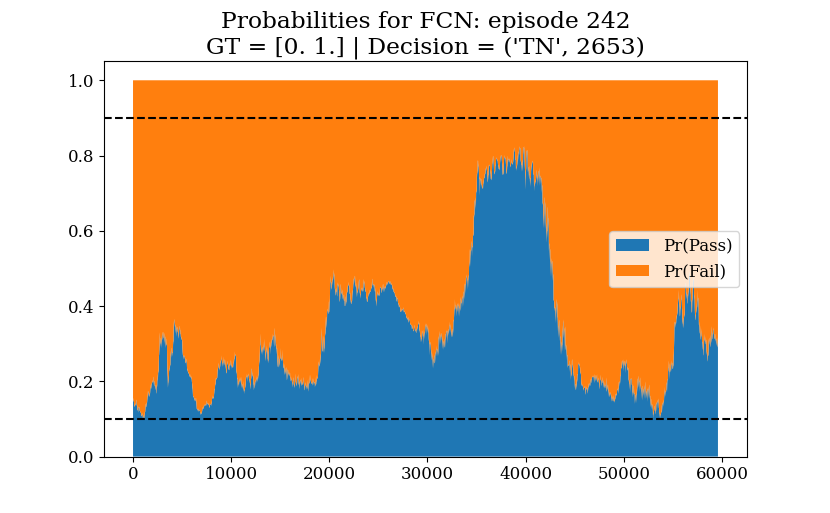 Probabilities for FCN: episode 242
GT = [0. 1.] | Decision = ('TN', 2653)
1.0
0.8
0.6
0.4
0.2
0.0
Pr(Pass)
Pr(Fail)
0 10000 20000 30000 40000 50000 60000